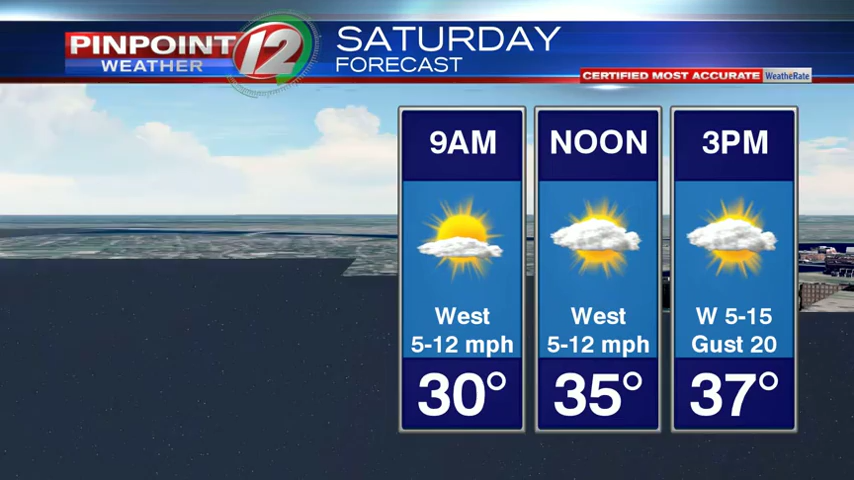 PINPOINT
WEATHER
12
SATURDAY
FORECAST
CERTIFIED MOST ACCURATE WeatheRate
9AM
West
5-12 mph
30°
NOON
West
5-12 mph
35°
3PM
W 5-15
Gust 20
37°